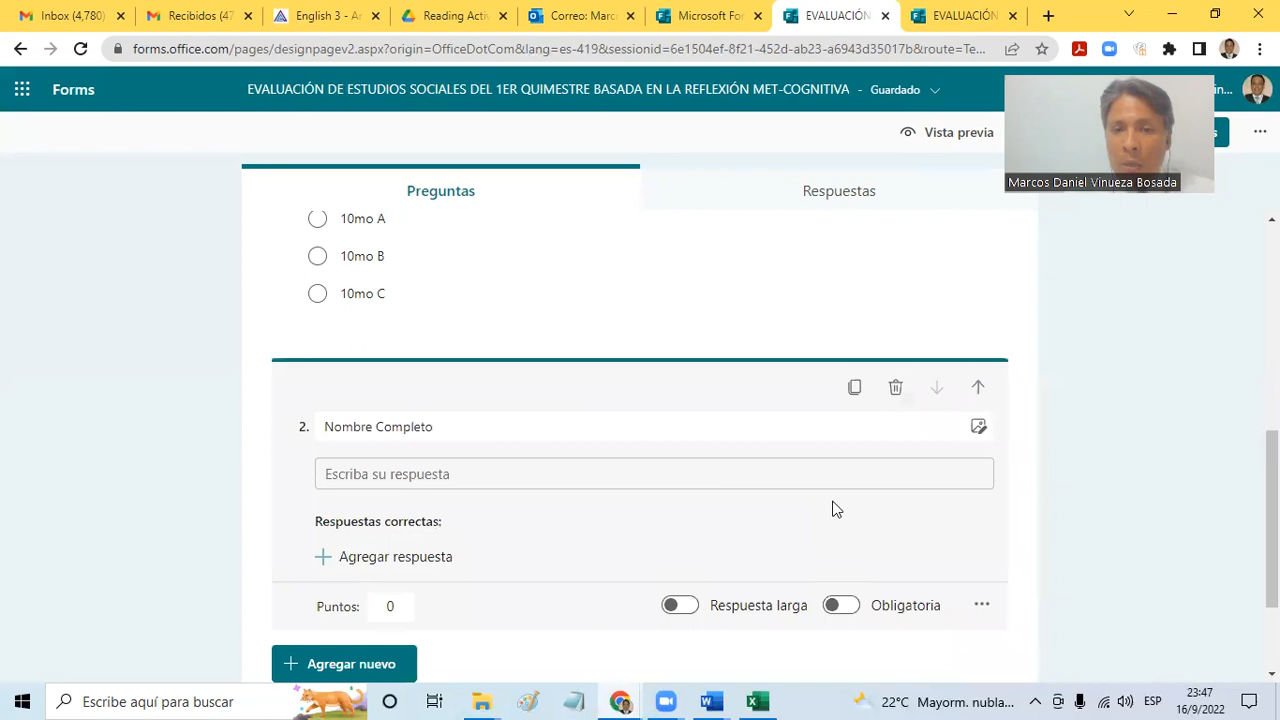 Inbox (4,780)
Recibidos (47
English 3 - A
Reading Activ
Correo: Marc
Microsoft For
EVALUACIÓN
EVALUACIÓN
forms.office.com/pages/designpagev2.aspx?origin=OfficeDotCom&lang=es-419&sessionid=6e1504ef-8f21-452d-ab23-a6943d35017b&route=Te...
Forms
EVALUACIÓN DE ESTUDIOS SOCIALES DEL 1ER QUIMESTRE BASADA EN LA REFLEXIÓN MET-COGNITIVA - Guardado
in...
Vista previa
s
Marcos Daniel Vinueza Bosada
Preguntas
Respuestas
10mo A
10mo B
10mo C
2. Nombre Completo
Escriba su respuesta
Respuestas correctas:
Agregar respuesta
Puntos: 0
Respuesta larga
Obligatoria
Agregar nuevo
Escribe aquí para buscar
22°C Mayorm. nubla...
ESP
23:47
16/9/2022